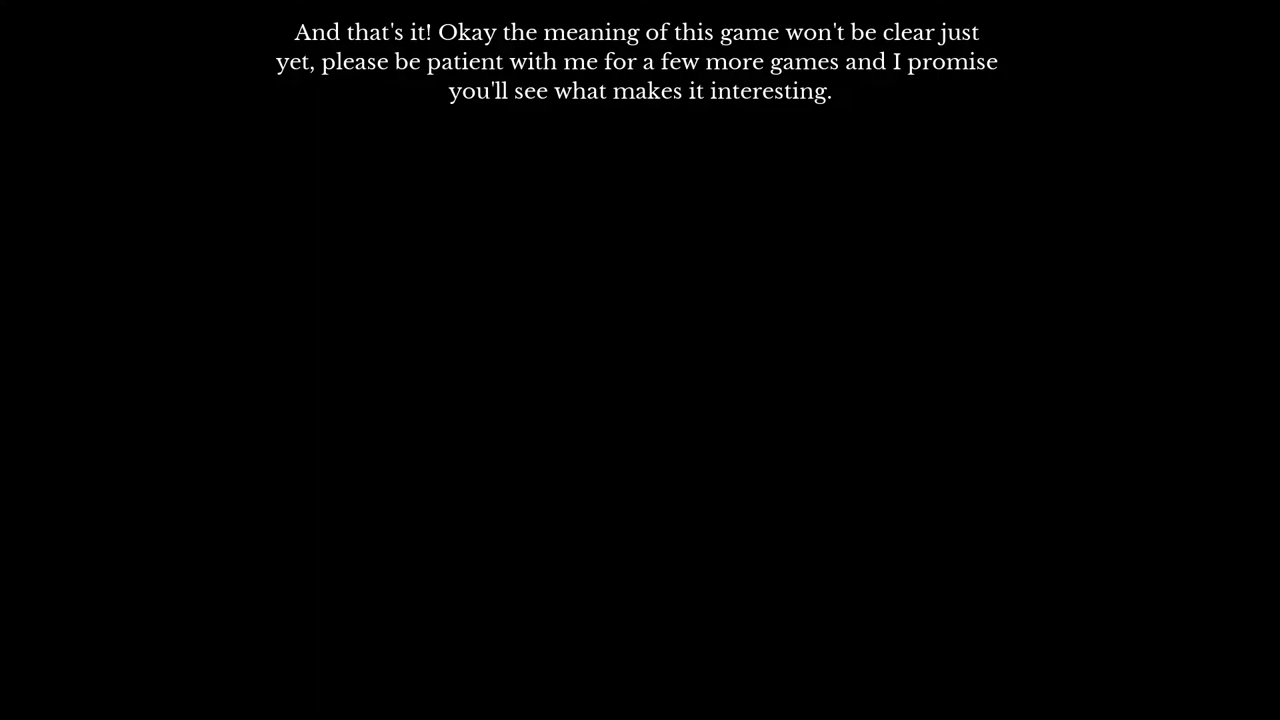 And that's it! Okay the meaning of this game won't be clear just
yet, please be patient with me for a few more games and I promise
you'll see what makes it interesting.